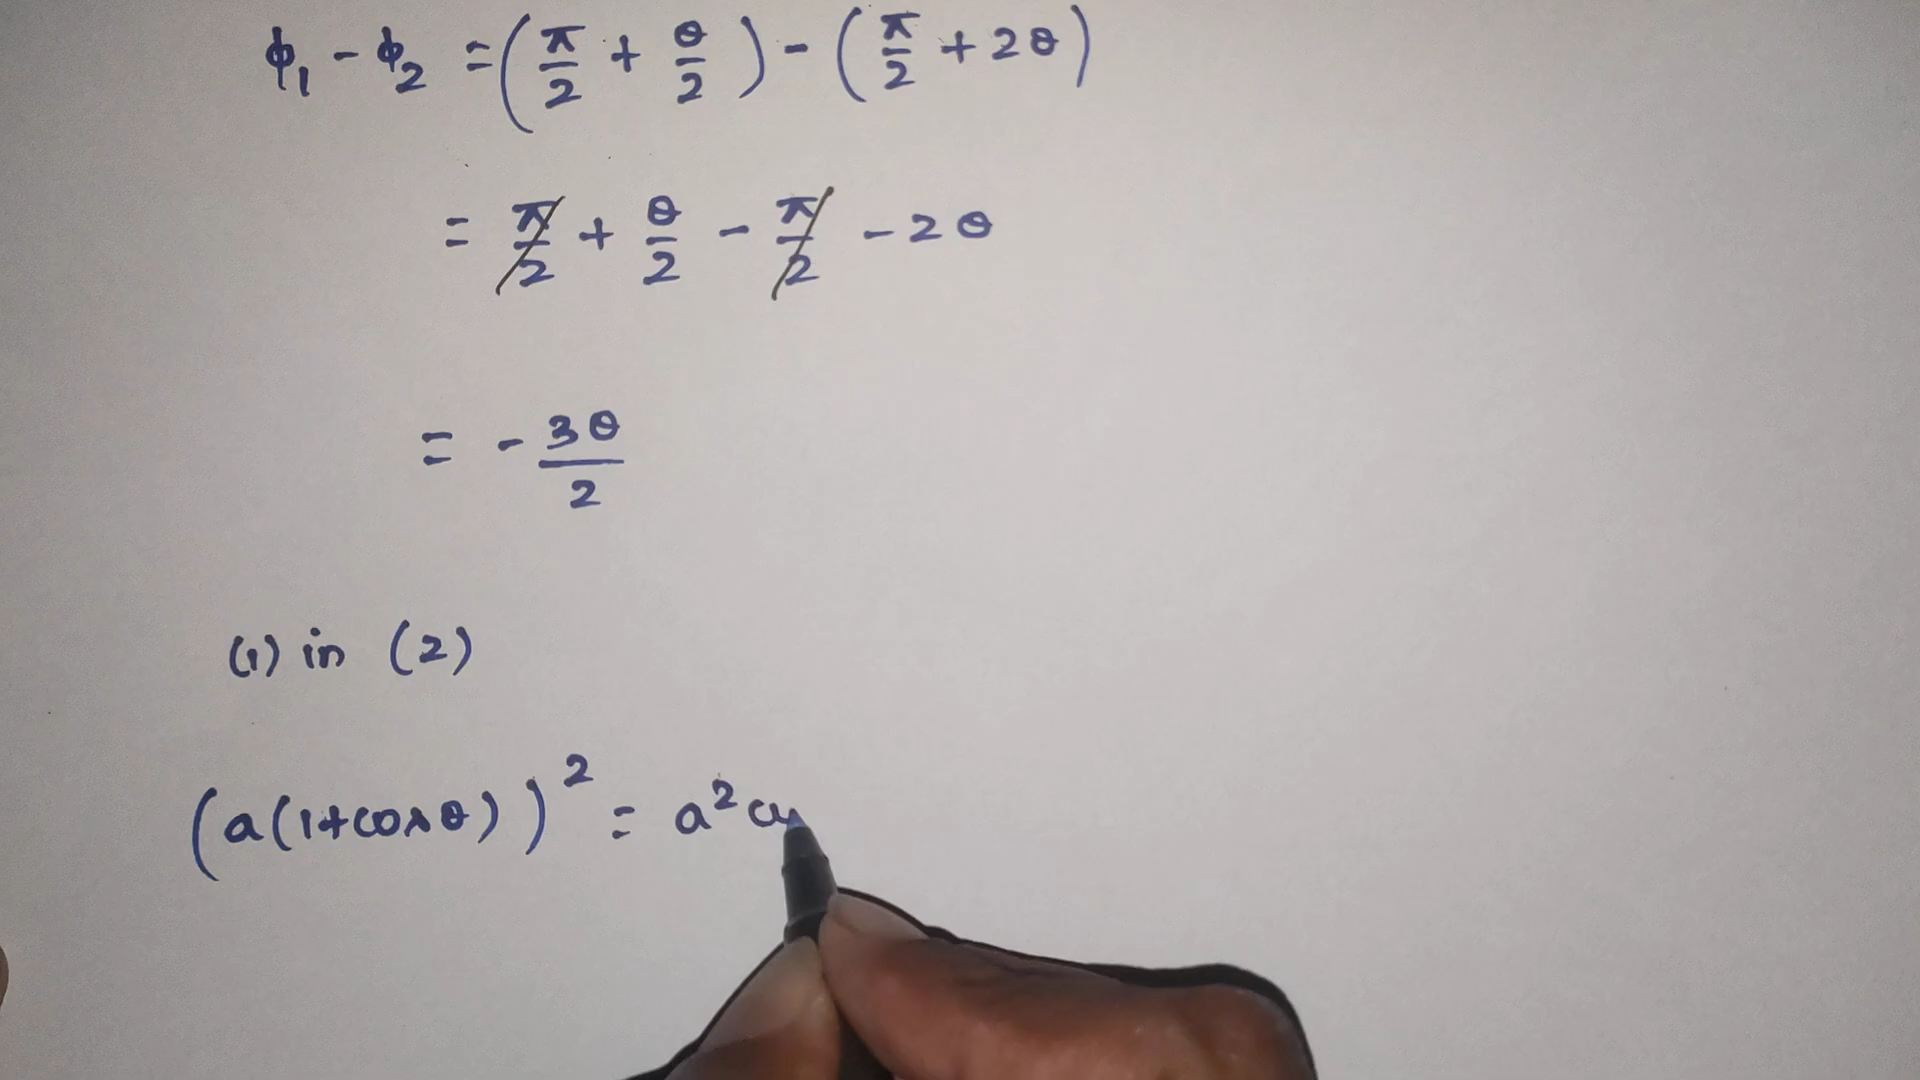 ϕ₁ - ϕ₂ = (π/2 + θ/2) - (π/2 + 2θ)
= π/2 + θ/2 - π/2 - 2θ
= - 3θ/2
(1) in (2)
(a(1+cosθ))² = a² co